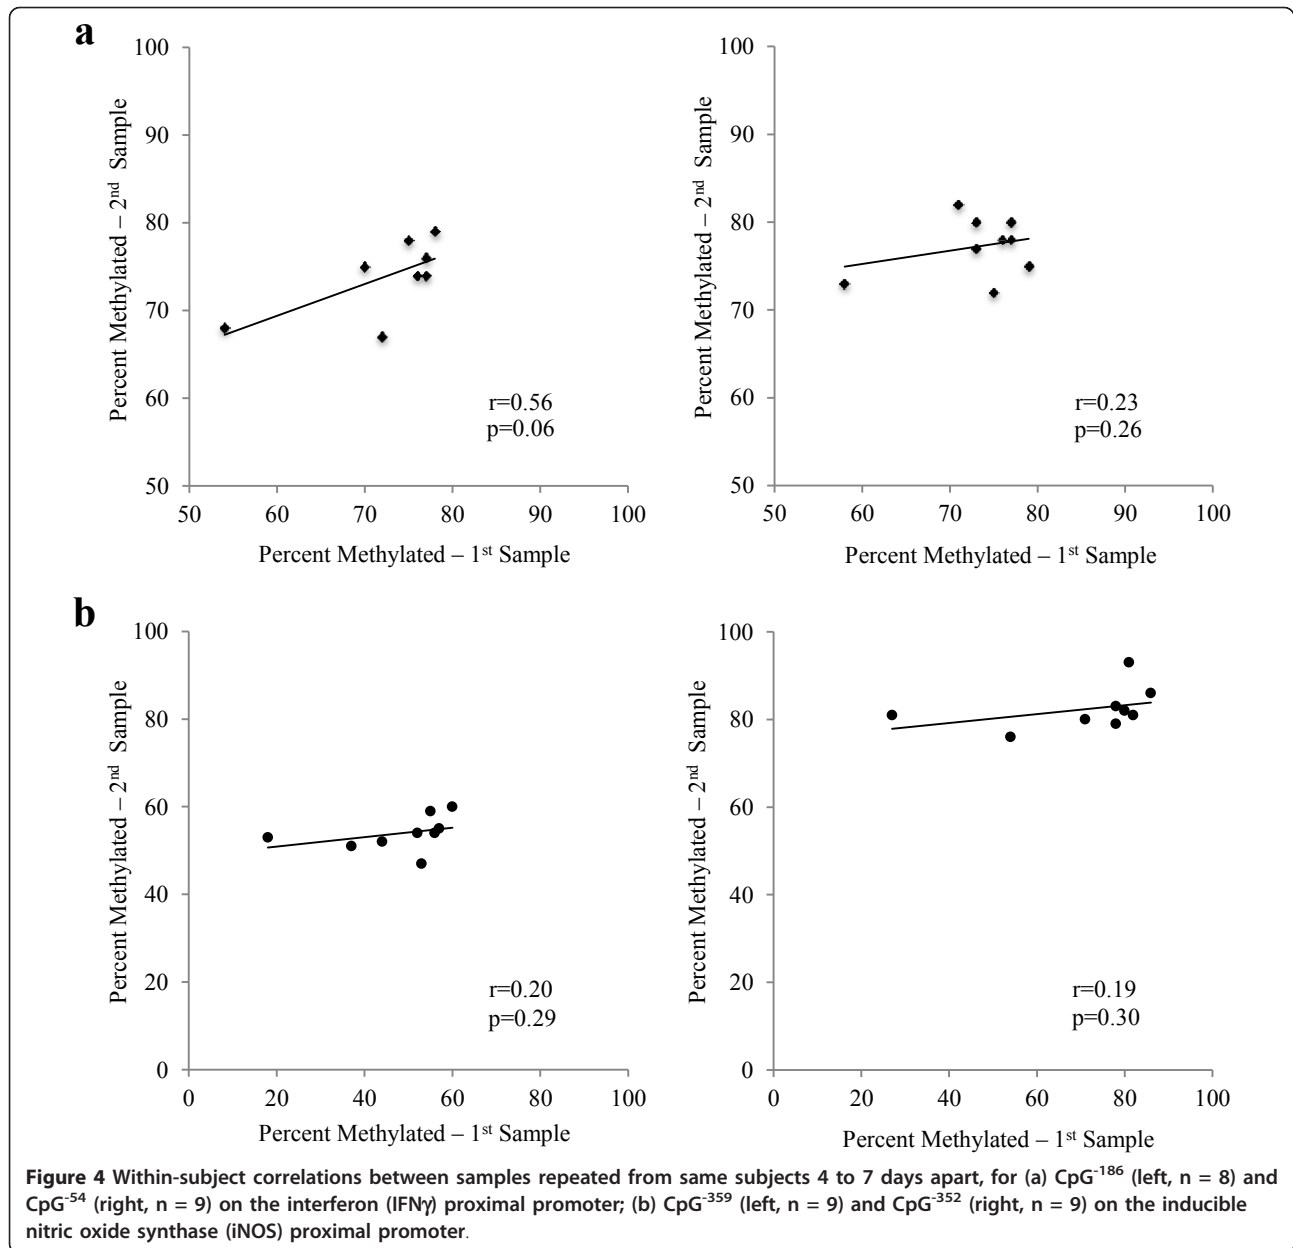 a
100
90
80
70
60
50
50 60 70 80 90 100
Percent Methylated – 2nd Sample
Percent Methylated – 1st Sample
r=0.56
p=0.06
100
90
80
70
60
50
50 60 70 80 90 100
Percent Methylated – 2nd Sample
Percent Methylated – 1st Sample
r=0.23
p=0.26
b
100
80
60
40
20
0
0 20 40 60 80 100
Percent Methylated – 2nd Sample
Percent Methylated – 1st Sample
r=0.20
p=0.29
100
80
60
40
20
0
0 20 40 60 80 100
Percent Methylated – 2nd Sample
Percent Methylated – 1st Sample
r=0.19
p=0.30
Figure 4 Within-subject correlations between samples repeated from same subjects 4 to 7 days apart, for (a) CpG-186 (left, n = 8) and
CpG-54 (right, n = 9) on the interferon (IFNγ) proximal promoter; (b) CpG-359 (left, n = 9) and CpG-352 (right, n = 9) on the inducible
nitric oxide synthase (iNOS) proximal promoter.